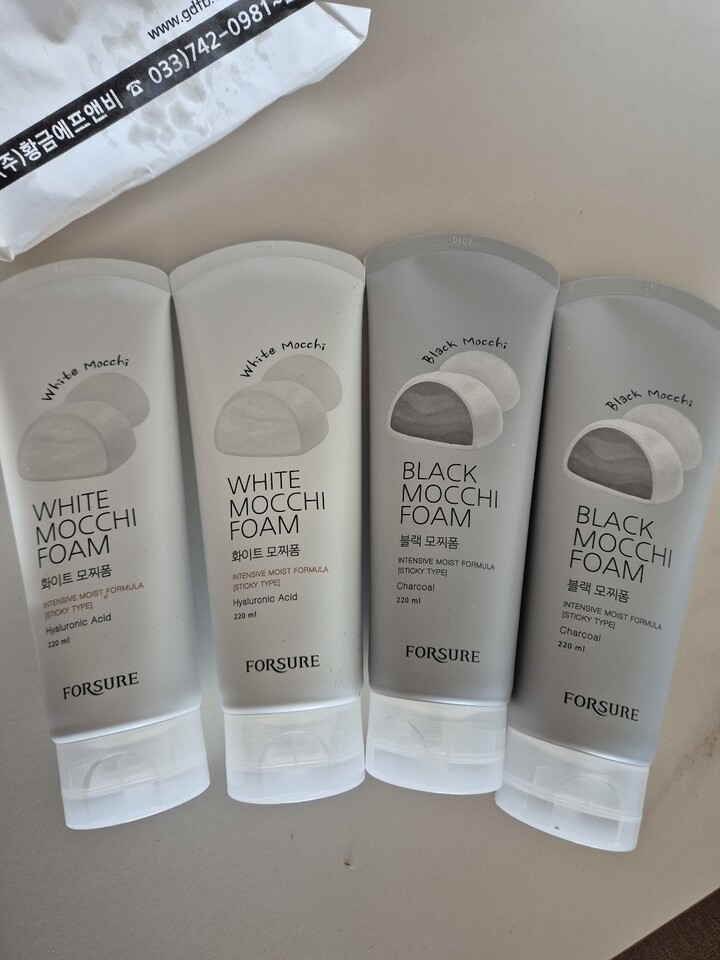 www.gdfb.
(주)황금에프앤비 ☎ 033)742-0981~
White Mocchi
WHITE
MOCCHI
FOAM
화이트 모찌폼
INTENSIVE MOIST FORMULA
[STICKY TYPE]
Hyaluronic Acid
220 ml
FORSURE
White Mocchi
WHITE
MOCCHI
FOAM
화이트 모찌폼
INTENSIVE MOIST FORMULA
[STICKY TYPE]
Hyaluronic Acid
220 ml
FORSURE
Black Mocchi
BLACK
MOCCHI
FOAM
블랙 모찌폼
INTENSIVE MOIST FORMULA
[STICKY TYPE]
Charcoal
220 ml
FORSURE
Black Mocchi
BLACK
MOCCHI
FOAM
블랙 모찌폼
INTENSIVE MOIST FORMULA
[STICKY TYPE]
Charcoal
220 ml
FORSURE